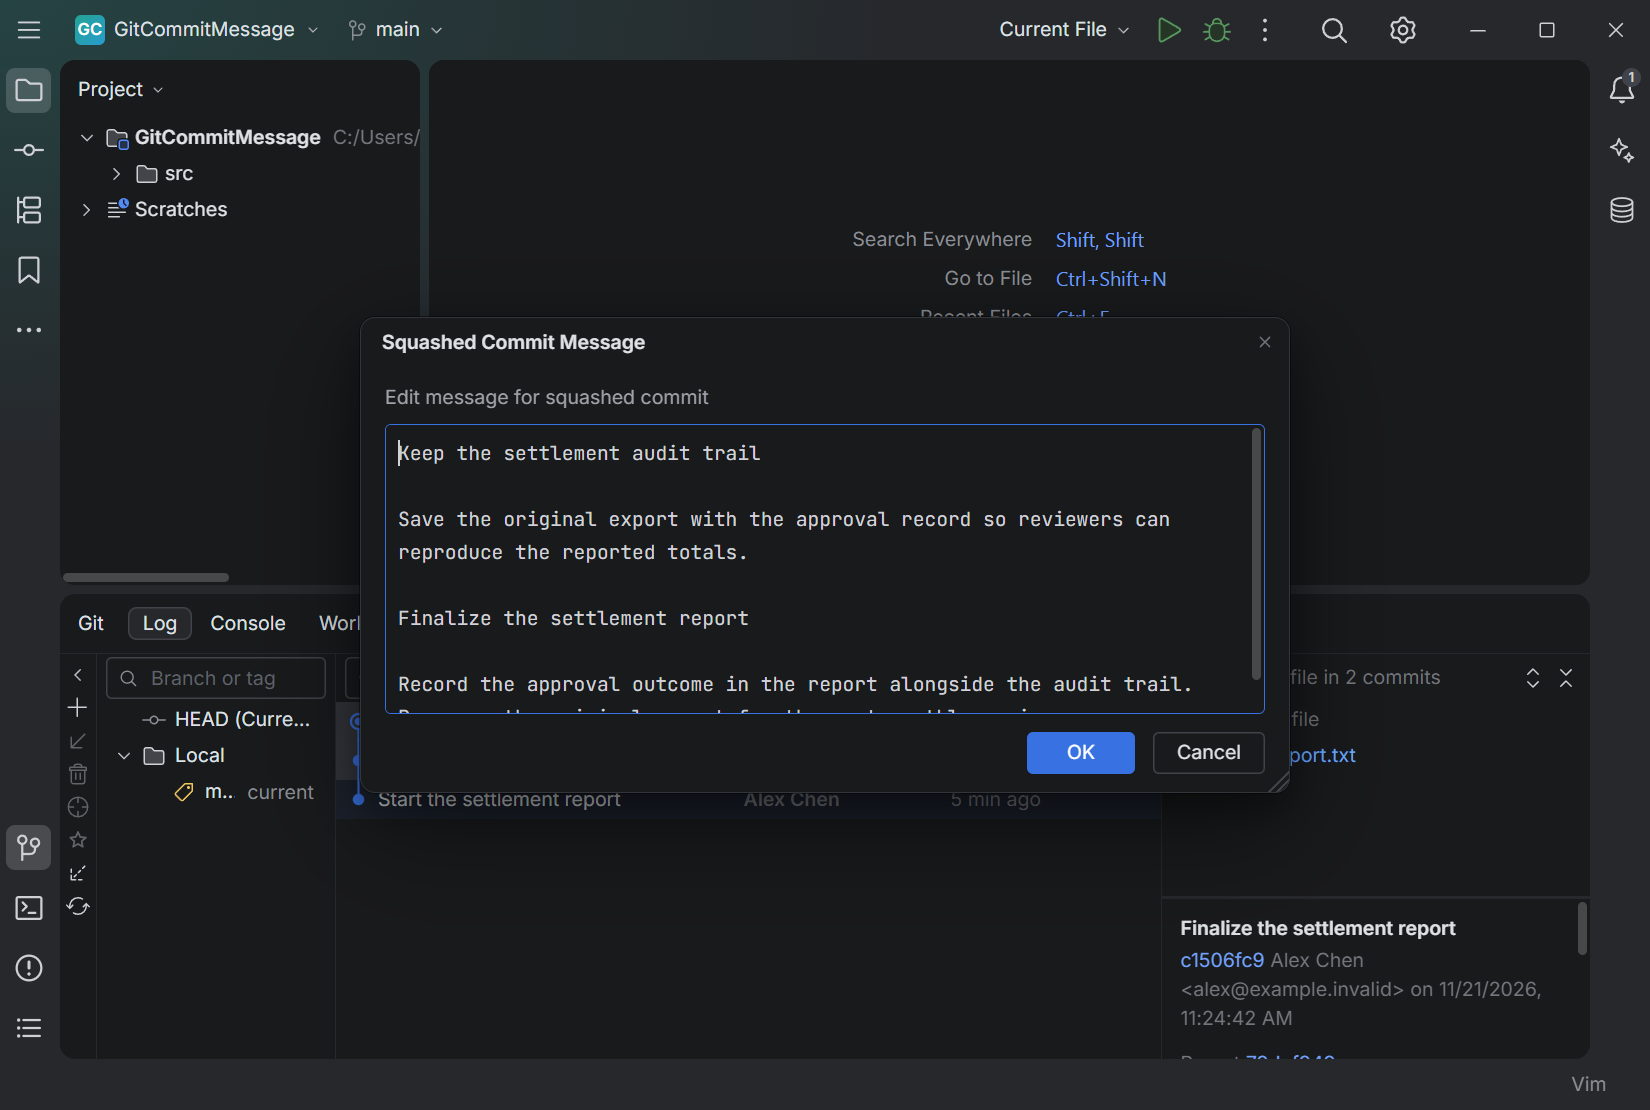 GC GitCommitMessage
main
Current File
1
Project
GitCommitMessage C:/Users/
src
Scratches
Search Everywhere Shift, Shift
Go to File Ctrl+Shift+N
Recent Files
Squashed Commit Message
Edit message for squashed commit
Keep the settlement audit trail
Save the original export with the approval record so reviewers can
reproduce the reported totals.
Finalize the settlement report
Record the approval outcome in the report alongside the audit trail.
OK
Cancel
Git
Log
Console
Branch or tag
HEAD (Curre...
Local
m... current
Start the settlement report Alex Chen 5 min ago
file in 2 commits
file
port.txt
Finalize the settlement report
c1506fc9 Alex Chen
<alex@example.invalid> on 11/21/2026,
11:24:42 AM
Vim